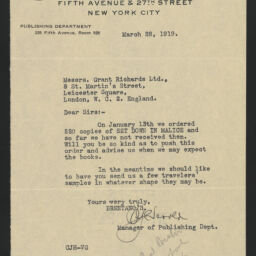 FIFTH AVENUE & 27TH STREET
NEW YORK CITY
PUBLISHING DEPARTMENT
225 Fifth Avenue, Room 828
March 28, 1919.
Messrs. Grant Richards Ltd.,
8 St. Martin's Street,
Leicester Square,
London, W. C. 2. England.
Dear Sirs:-
On January 13th we ordered
520 copies of SET DOWN IN MALICE and
so far we have not received them.
Will you be so kind as to push this
order and advise us when we may expect
the books.
In the meantime we should like
to have you send us a few travelers'
samples in whatever shape they may be.
Yours very truly,
BRENTANO'S.
Manager of Publishing Dept.
CJH-VG